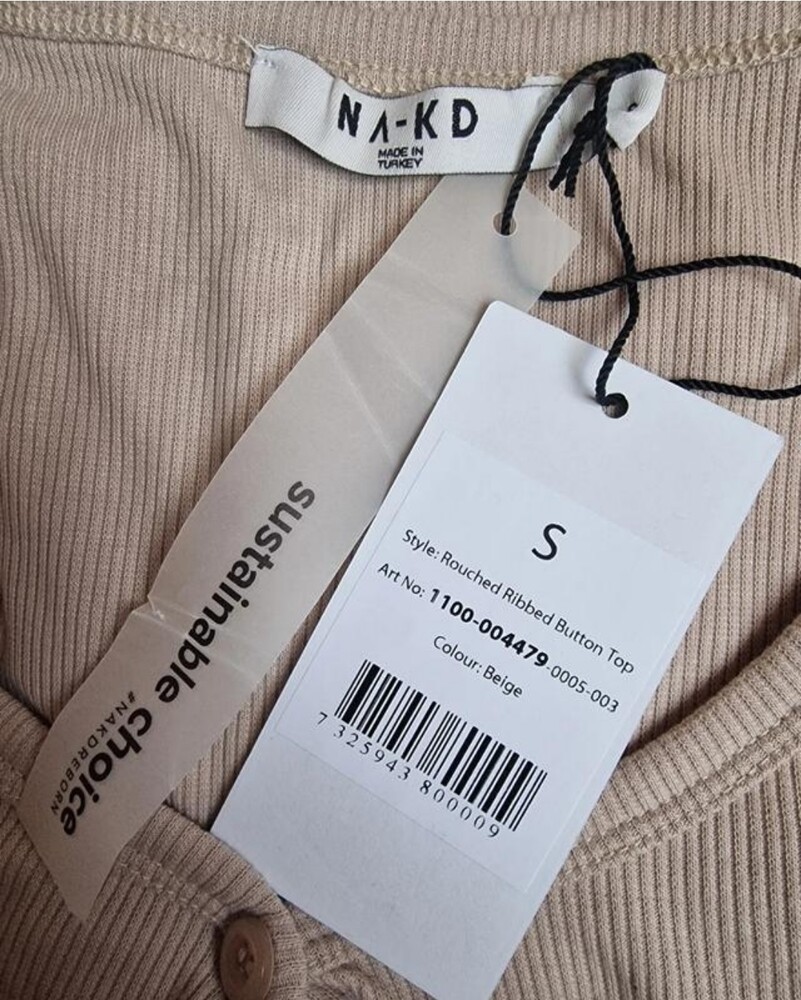 NA-KD
MADE IN
TURKEY
sustainable choice
#NAKDREBORN
S
Style: Rouched Ribbed Button Top
Art No: 1100-004479-0005-003
Colour: Beige
7 325943 800009